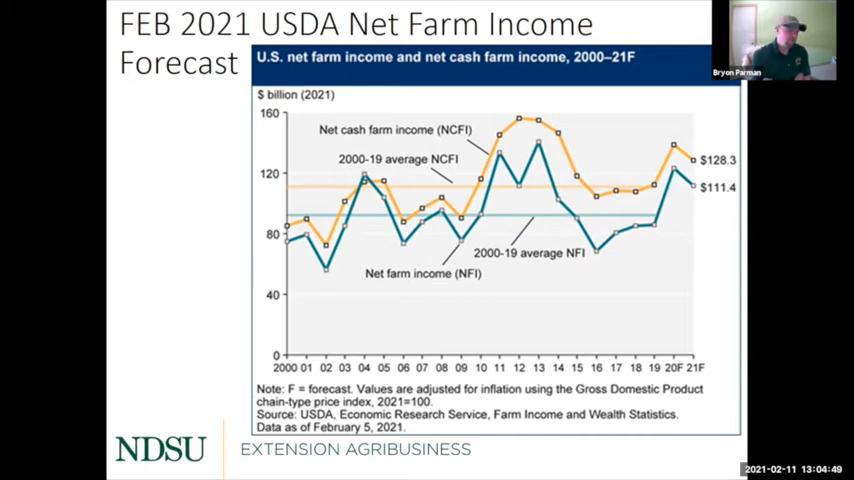 FEB 2021 USDA Net Farm Income
Forecast
Bryon Parman
U.S. net farm income and net cash farm income, 2000–21F
$ billion (2021)
160
120
80
40
0
Net cash farm income (NCFI)
2000-19 average NCFI
$128.3
$111.4
2000-19 average NFI
Net farm income (NFI)
2000 01 02 03 04 05 06 07 08 09 10 11 12 13 14 15 16 17 18 19 20F 21F
Note: F = forecast. Values are adjusted for inflation using the Gross Domestic Product
chain-type price index, 2021=100.
Source: USDA, Economic Research Service, Farm Income and Wealth Statistics.
Data as of February 5, 2021.
NDSU
EXTENSION AGRIBUSINESS
2021-02-11 13:04:49